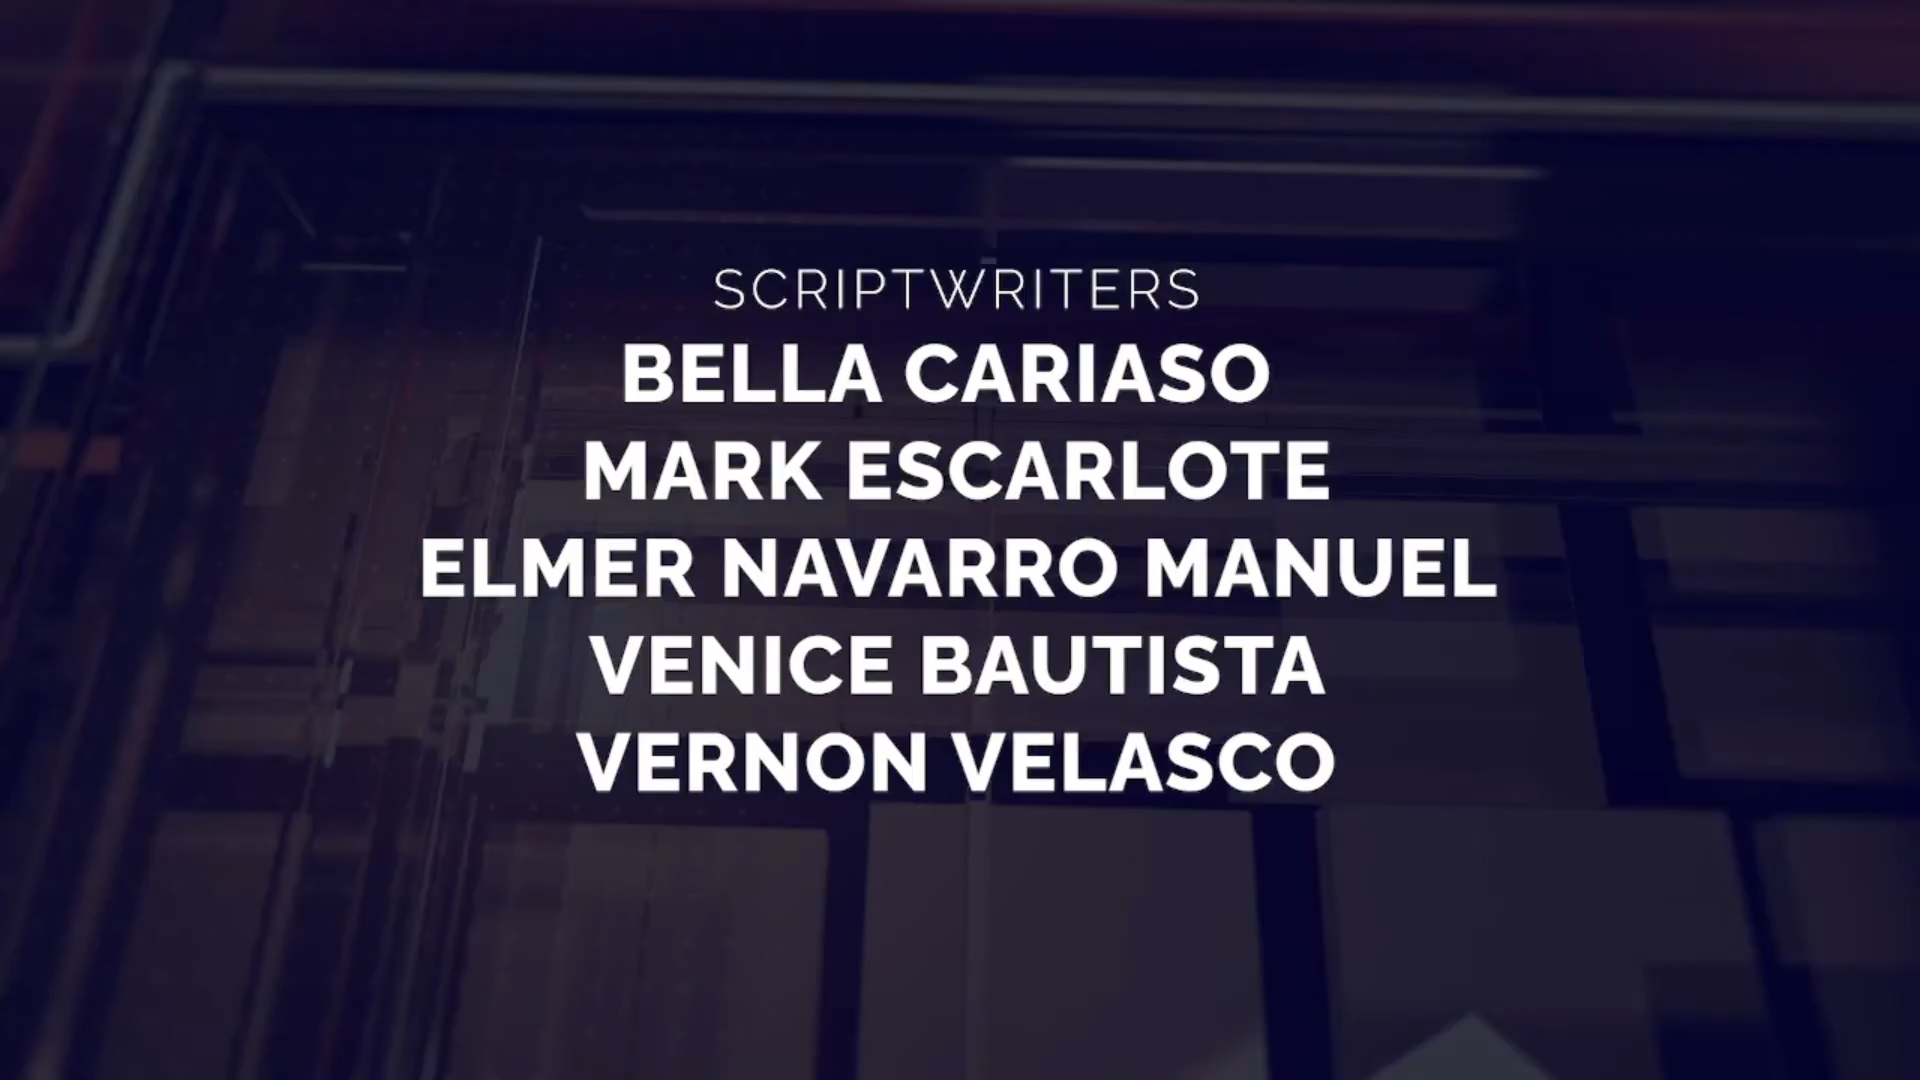 SCRIPTWRITERS
BELLA CARIASO
MARK ESCARLOTE
ELMER NAVARRO MANUEL
VENICE BAUTISTA
VERNON VELASCO